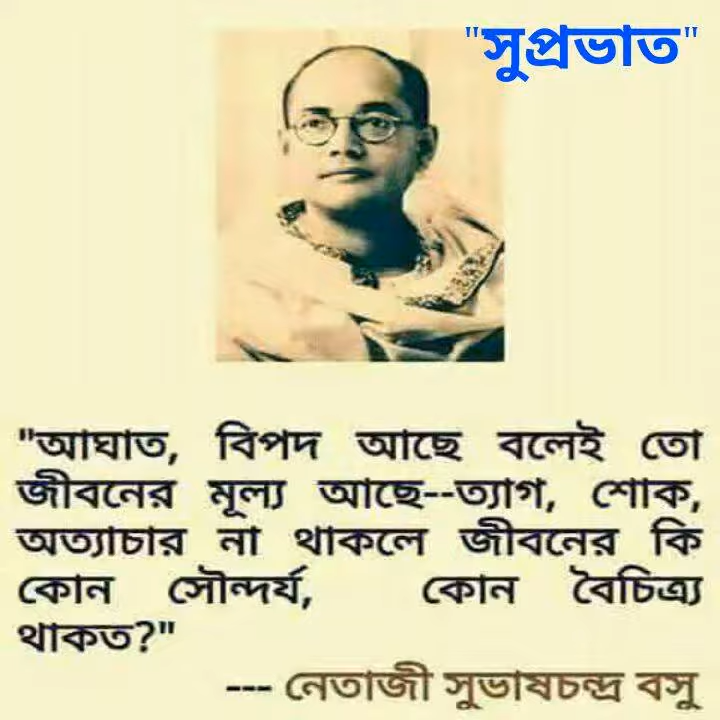 "সুপ্রভাত"
"আঘাত, বিপদ আছে বলেই তো
জীবনের মূল্য আছে--ত্যাগ, শোক,
অত্যাচার না থাকলে জীবনের কি
কোন সৌন্দর্য, কোন বৈচিত্র্য
থাকত?"
--- নেতাজী সুভাষচন্দ্র বসু